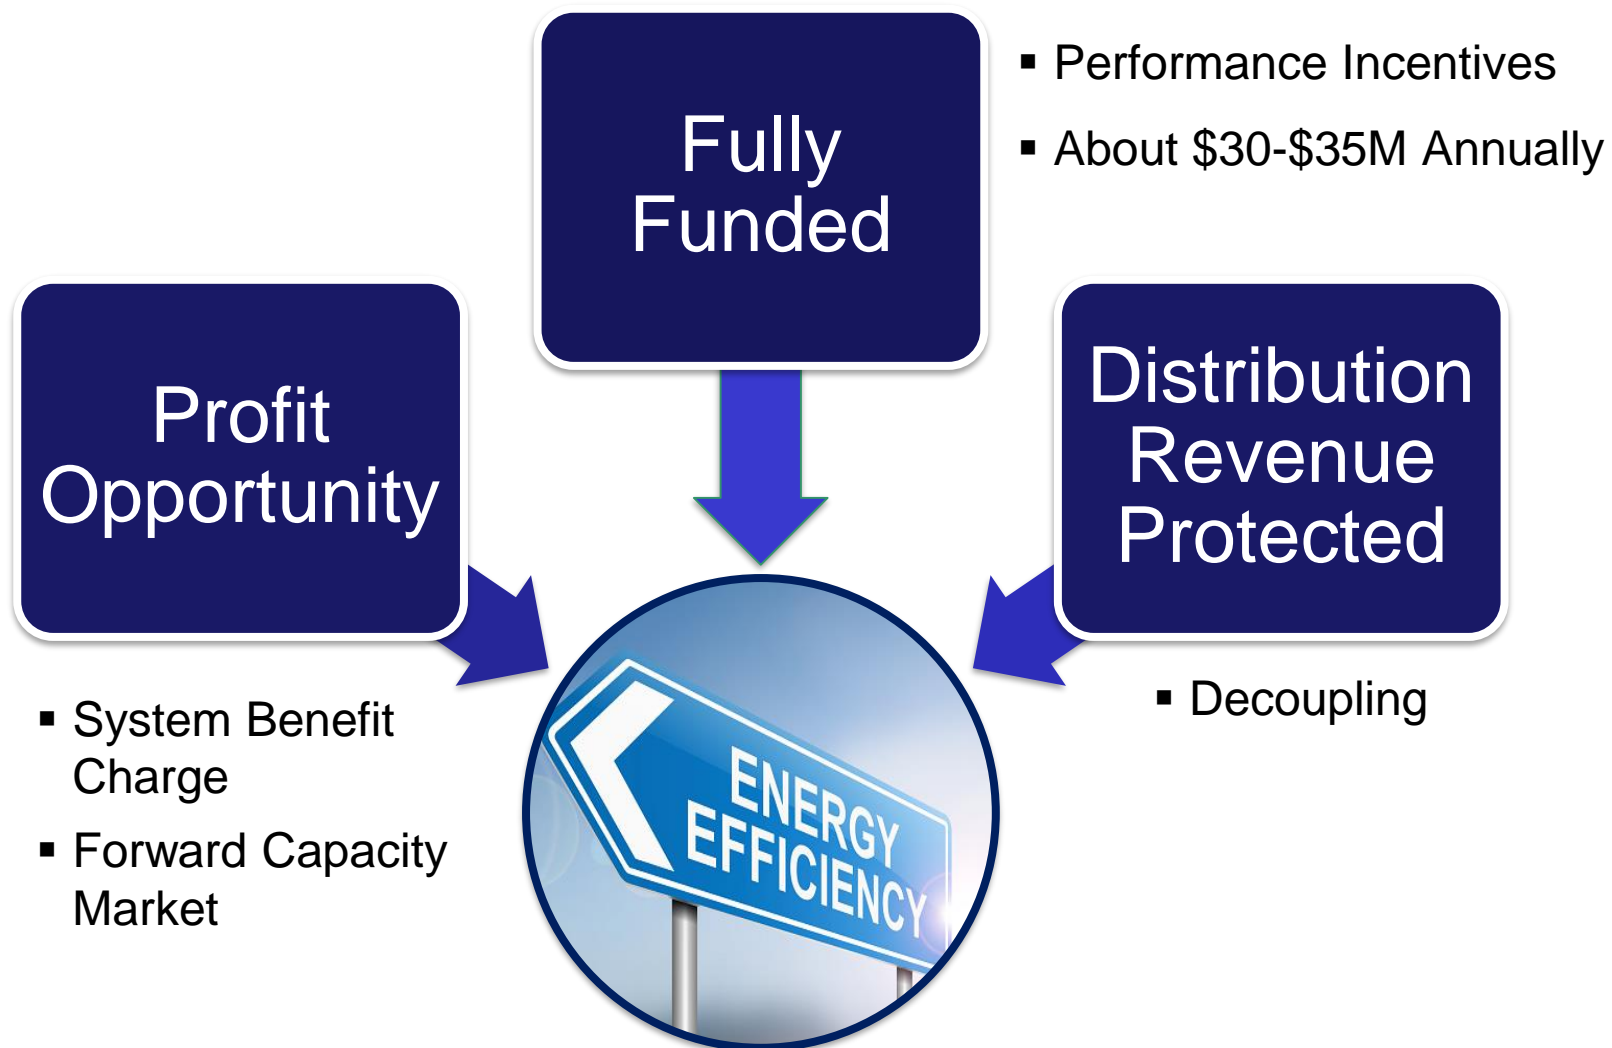 Fully
Funded
▪ Performance Incentives
▪ About $30-$35M Annually
Profit
Opportunity
▪ System Benefit
Charge
▪ Forward Capacity
Market
Distribution
Revenue
Protected
▪ Decoupling
ENERGY
EFFICIENCY